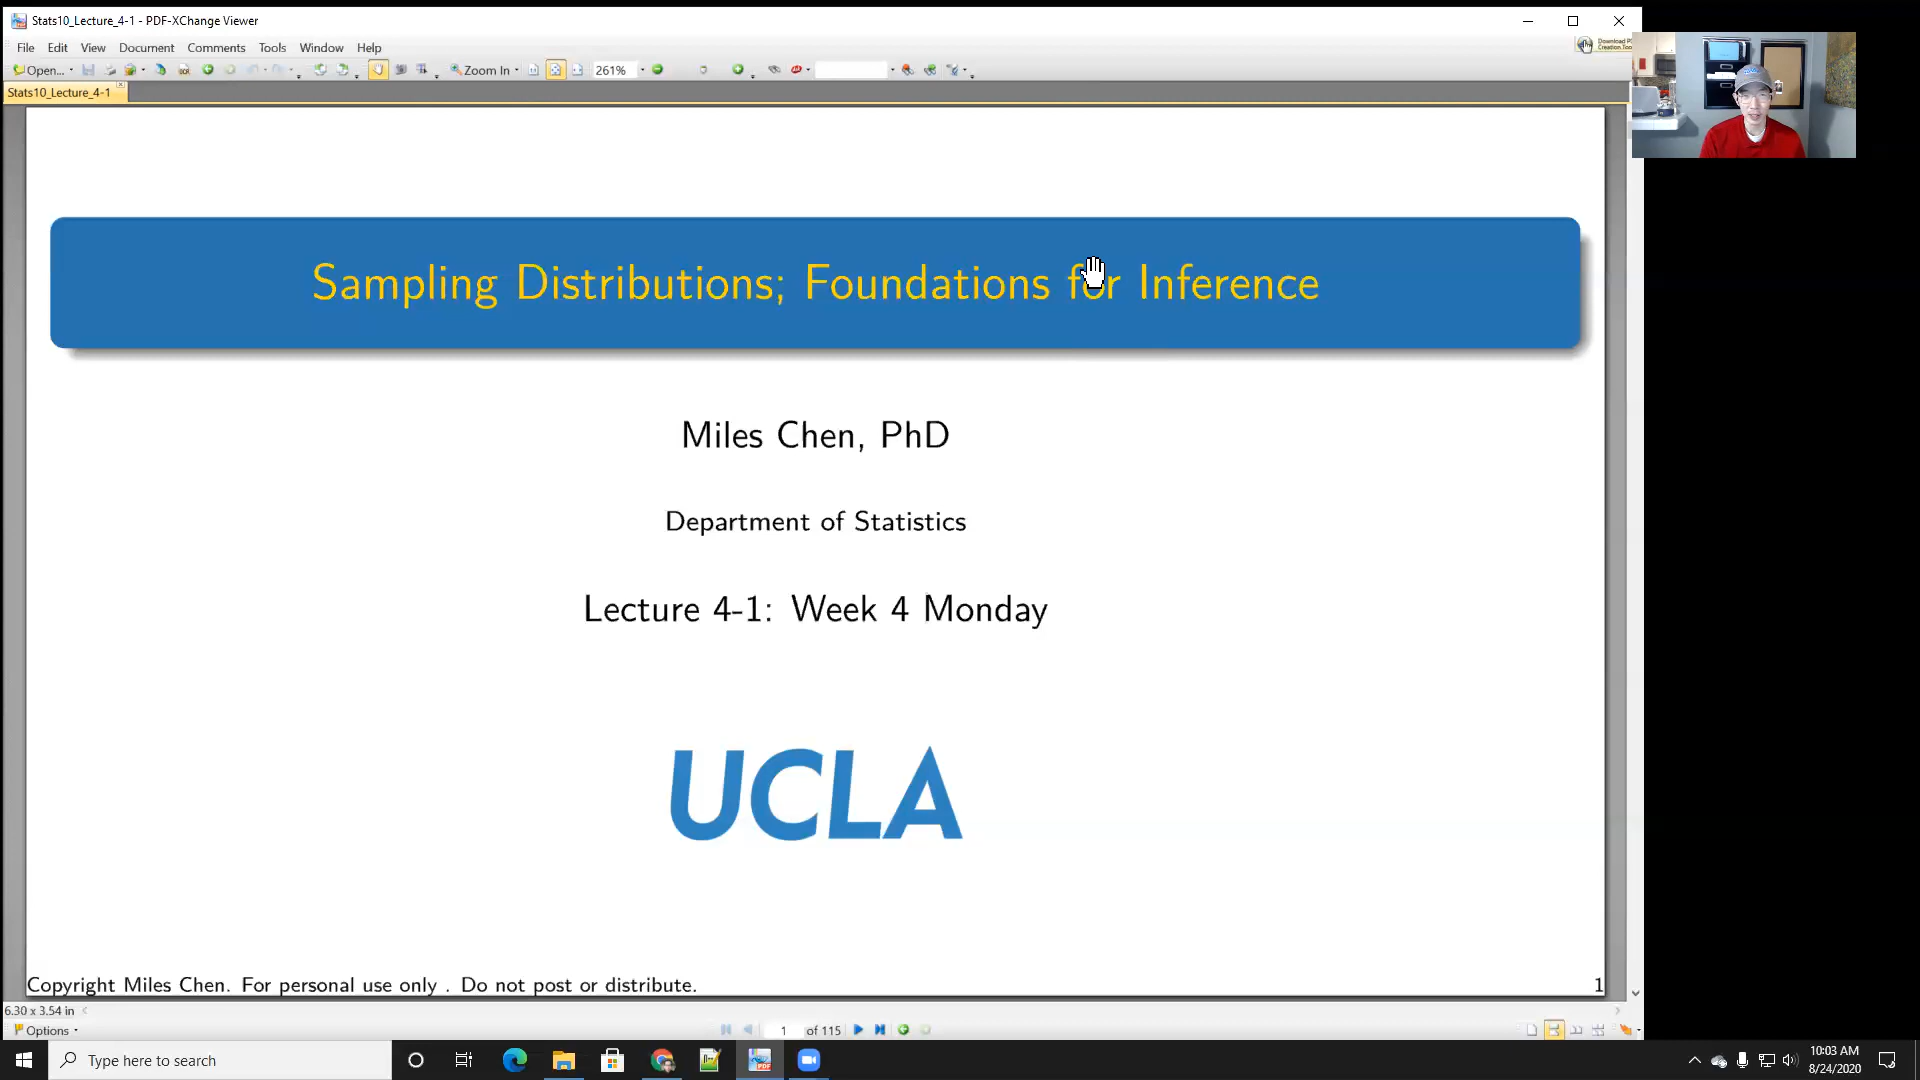 Stats10_Lecture_4-1 - PDF-XChange Viewer
File Edit View Document Comments Tools Window Help
Open...
Zoom In
261%
Stats10_Lecture_4-1
Sampling Distributions; Foundations for Inference
Miles Chen, PhD
Department of Statistics
Lecture 4-1: Week 4 Monday
UCLA
Copyright Miles Chen. For personal use only . Do not post or distribute.
1
6.30 x 3.54 in
Options
1 of 115
Type here to search
10:03 AM
8/24/2020